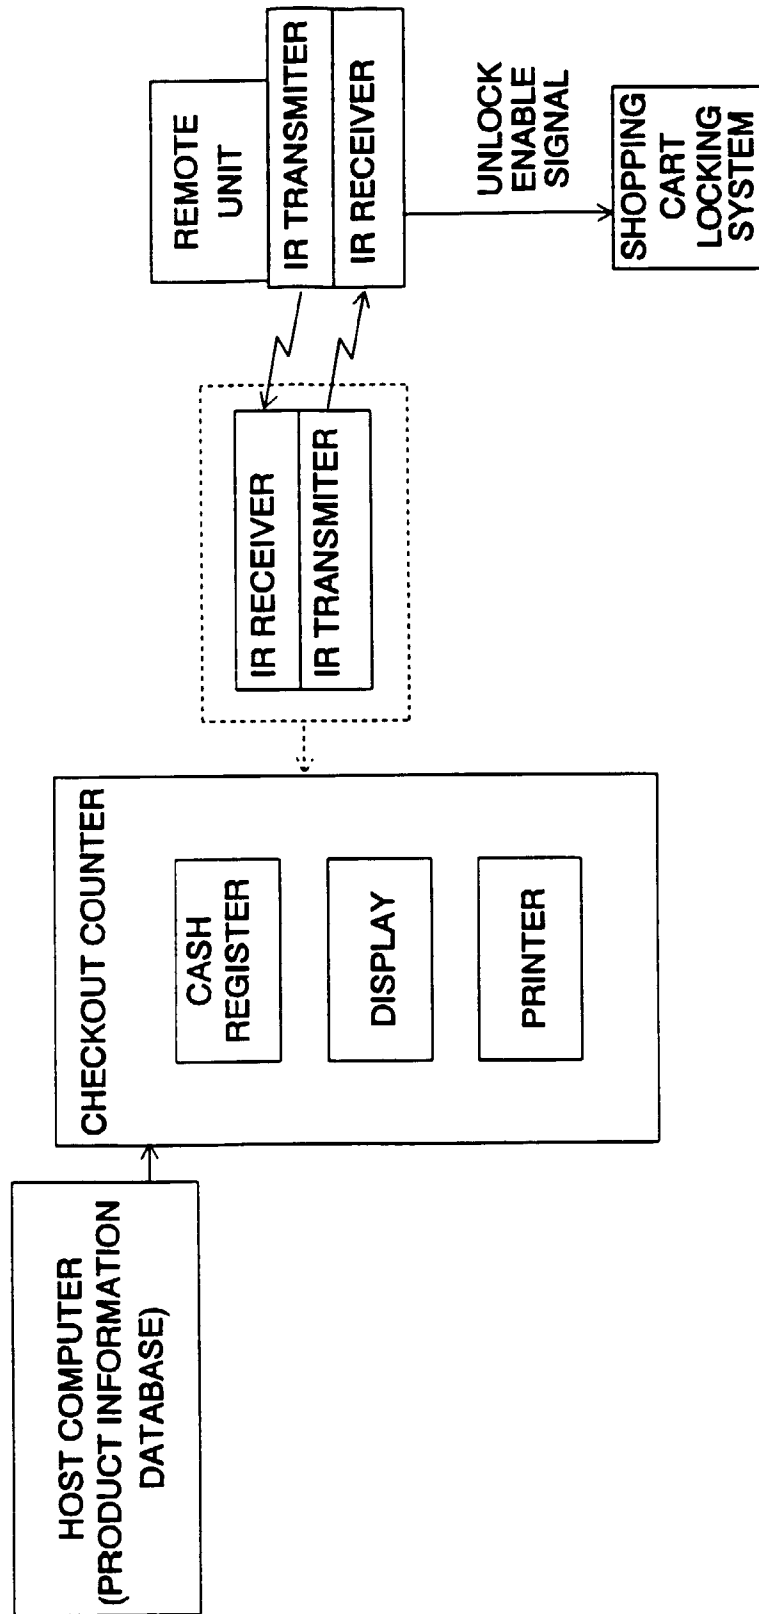 HOST COMPUTER
(PRODUCT INFORMATION
DATABASE)
CHECKOUT COUNTER
CASH
REGISTER
DISPLAY
PRINTER
IR RECEIVER
IR TRANSMITER
REMOTE
UNIT
IR TRANSMITER
IR RECEIVER
UNLOCK
ENABLE
SIGNAL
SHOPPING
CART
LOCKING
SYSTEM